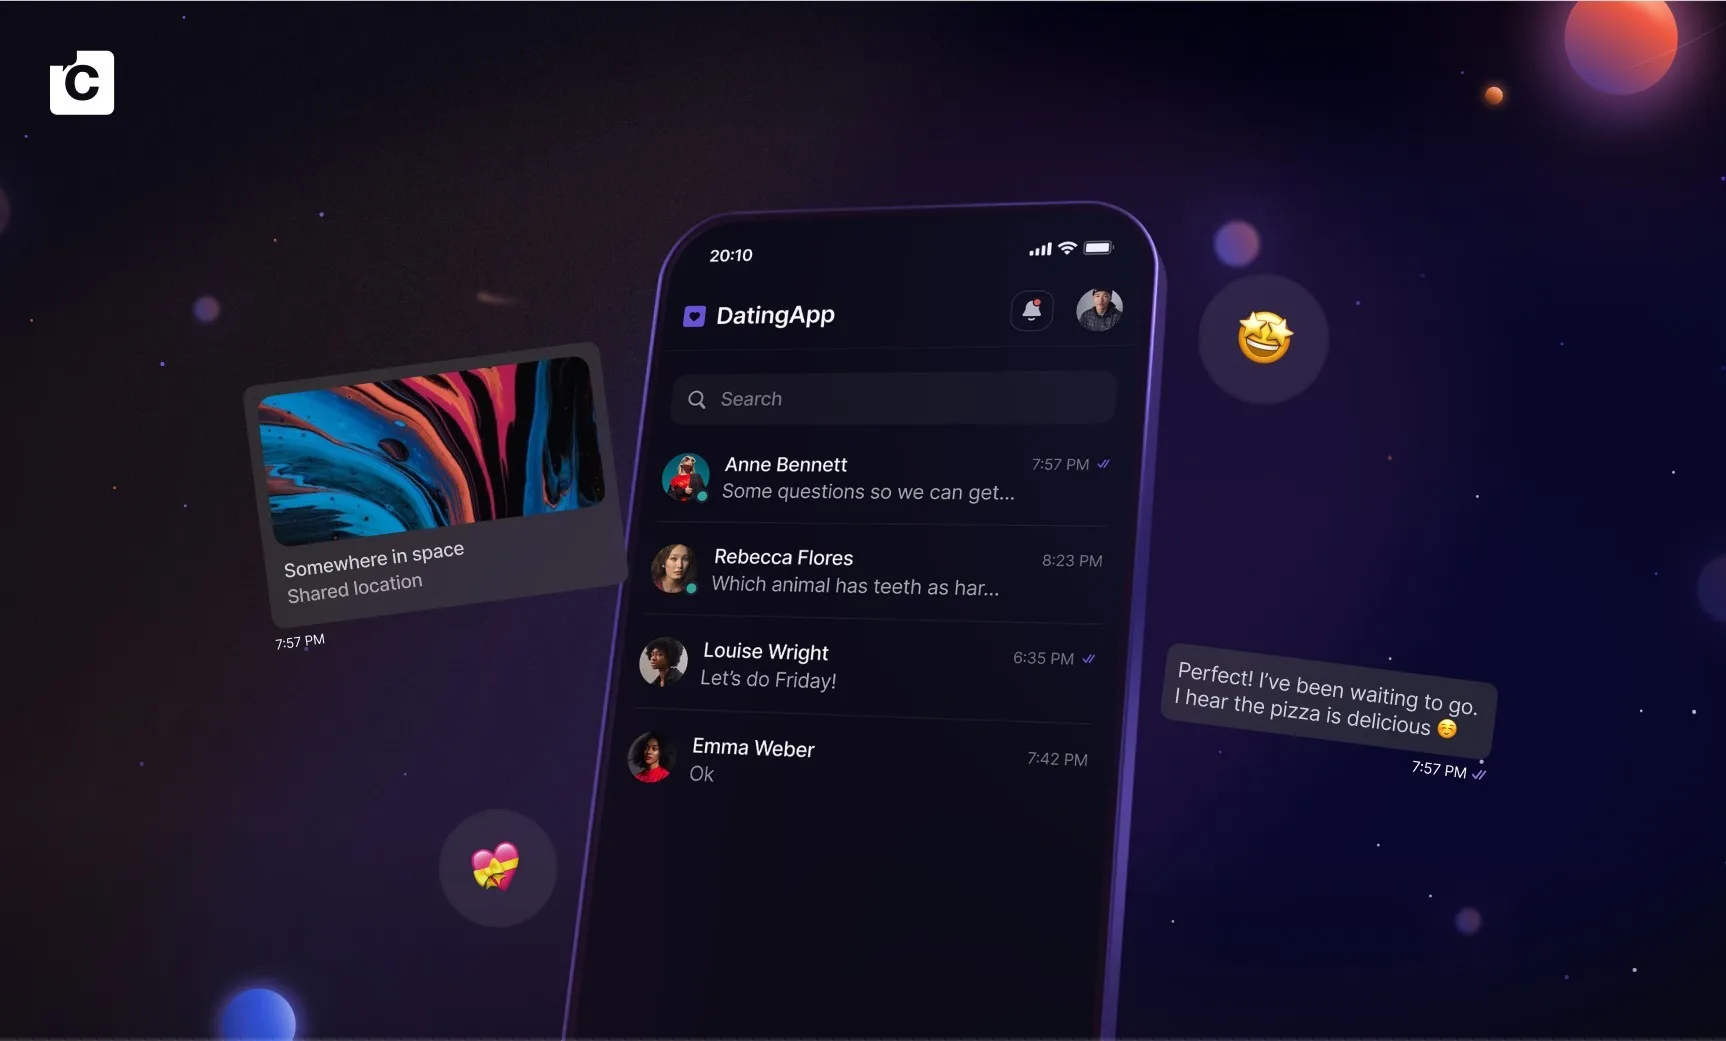 C
20:10
DatingApp
Search
Anne Bennett
7:57 PM
Some questions so we can get...
Rebecca Flores
8:23 PM
Which animal has teeth as har...
Louise Wright
6:35 PM
Let’s do Friday!
Emma Weber
7:42 PM
Ok
Somewhere in space
Shared location
7:57 PM
Perfect! I’ve been waiting to go.
I hear the pizza is delicious ☺️
7:57 PM